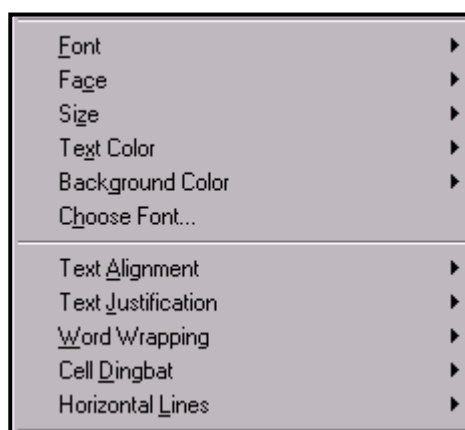 Font
Face
Size
Text Color
Background Color
Choose Font...
Text Alignment
Text Justification
Word Wrapping
Cell Dingbat
Horizontal Lines